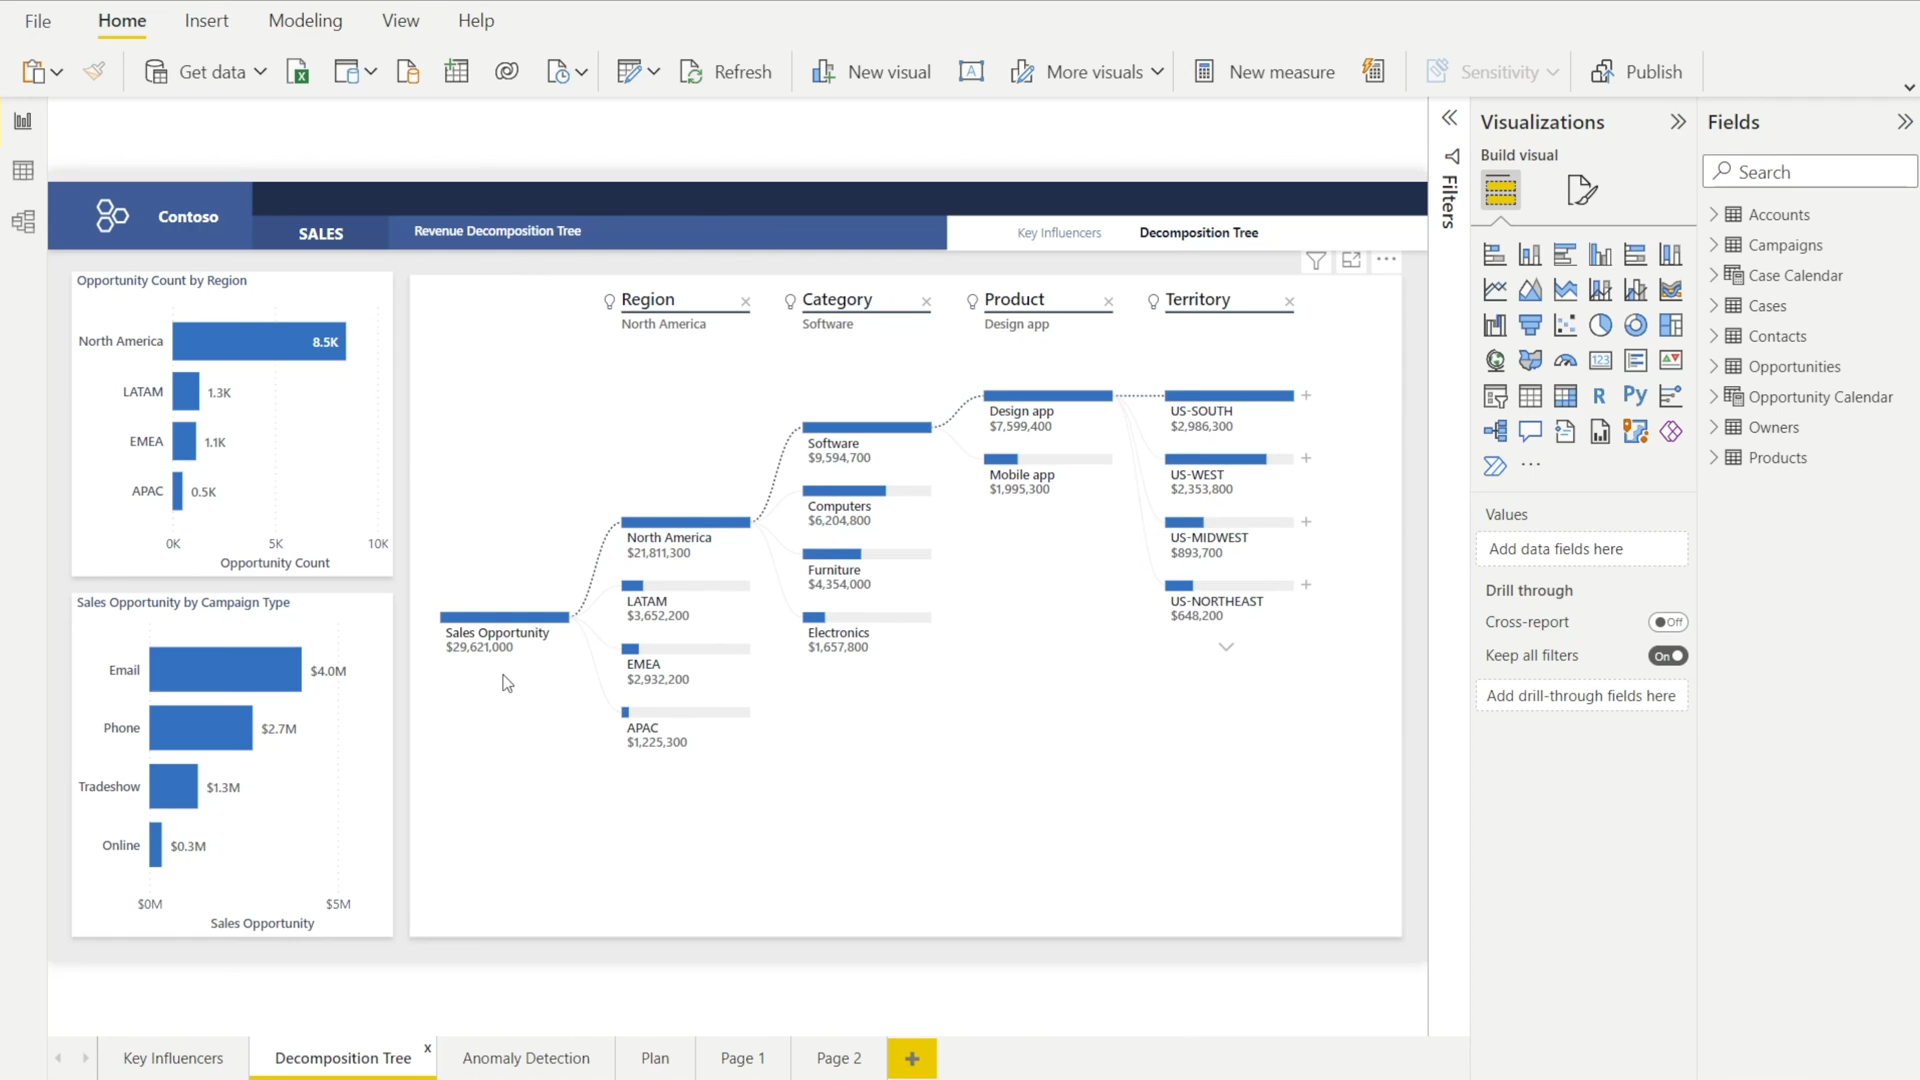 File Home Insert Modeling View Help
Get data Refresh New visual More visuals New measure Sensitivity Publish
Contoso
SALES
Revenue Decomposition Tree
Key Influencers Decomposition Tree
Opportunity Count by Region
North America 8.5K
LATAM 1.3K
EMEA 1.1K
APAC 0.5K
0K 5K 10K
Opportunity Count
Sales Opportunity by Campaign Type
Email $4.0M
Phone $2.7M
Tradeshow $1.3M
Online $0.3M
$0M $5M
Sales Opportunity
Region
North America
Category
Software
Product
Design app
Territory
Sales Opportunity
$29,621,000
North America
$21,811,300
LATAM
$3,652,200
EMEA
$2,932,200
APAC
$1,225,300
Software
$9,594,700
Computers
$6,204,800
Furniture
$4,354,000
Electronics
$1,657,800
Design app
$7,599,400
Mobile app
$1,995,300
US-SOUTH
$2,986,300
US-WEST
$2,353,800
US-MIDWEST
$893,700
US-NORTHEAST
$648,200
Filters
Visualizations
Build visual
123
R Py
Values
Add data fields here
Drill through
Cross-report Off
Keep all filters On
Add drill-through fields here
Fields
Search
Accounts
Campaigns
Case Calendar
Cases
Contacts
Opportunities
Opportunity Calendar
Owners
Products
Key Influencers Decomposition Tree x Anomaly Detection Plan Page 1 Page 2 +